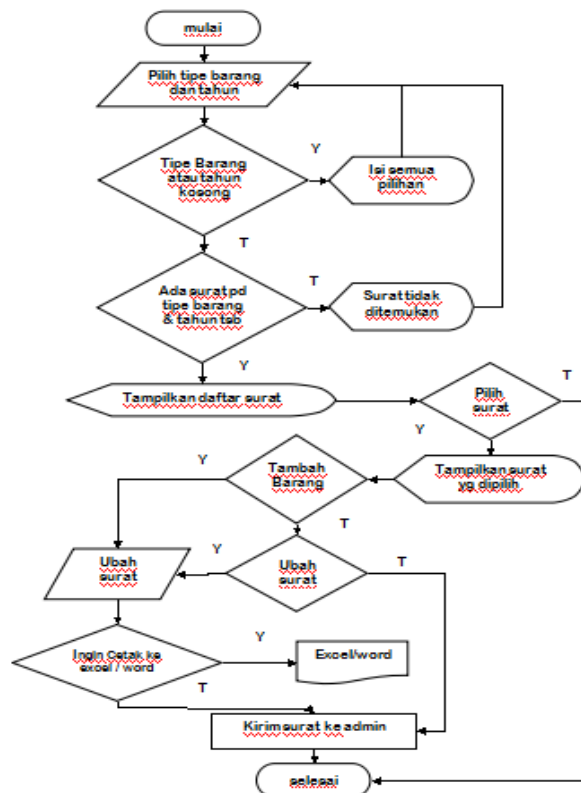 mulai
Pilih tipe barang
dan tahun
Tipe Barang
atau tahun
kosong
Y
Isi semua
pilihan
T
Ada surat pd
tipe barang
& tahun tsb
T
Surat tidak
ditemukan
Y
Tampilkan daftar surat
Pilih
surat
T
Y
Tampilkan surat
yg dipilih
Tambah
Barang
Y
T
Ubah
surat
Y
Ubah
surat
T
Ingin Cetak ke
excel / word
Y
Excel/word
T
Kirim surat ke admin
selesai